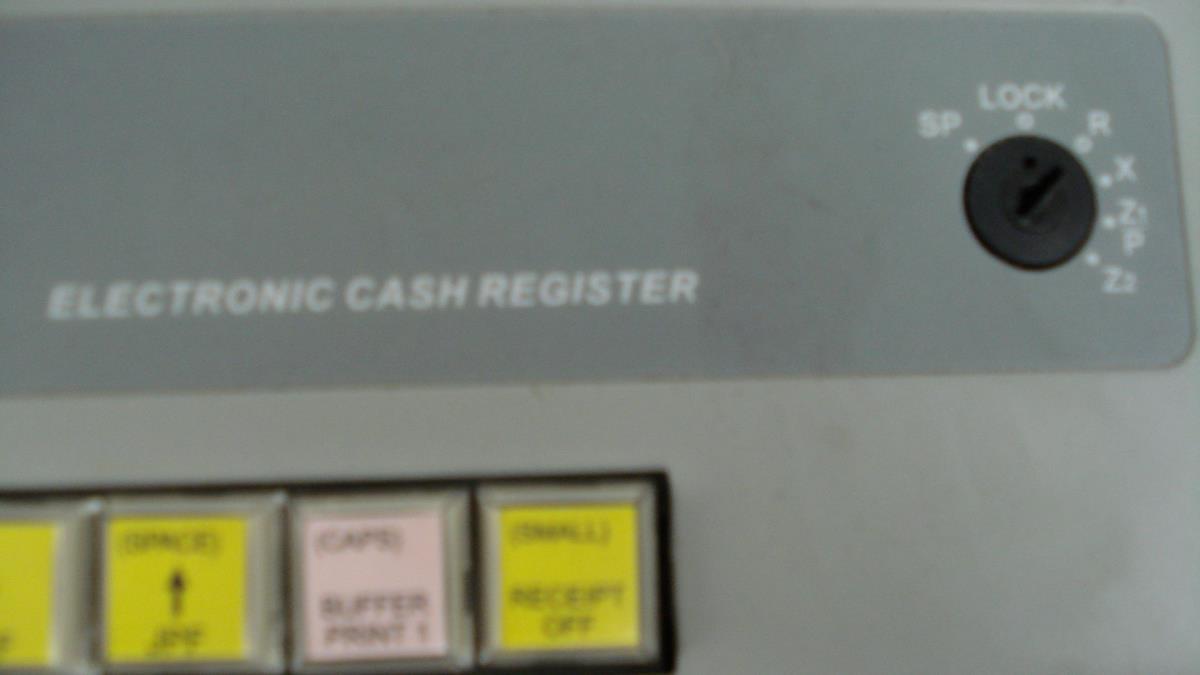 LOCK
SP
R
X
Z1
P
Z2
ELECTRONIC CASH REGISTER
(SPACE)
(CAPS)
(SMALL)
BUFFER
PRINT 1
RECEIPT
OFF